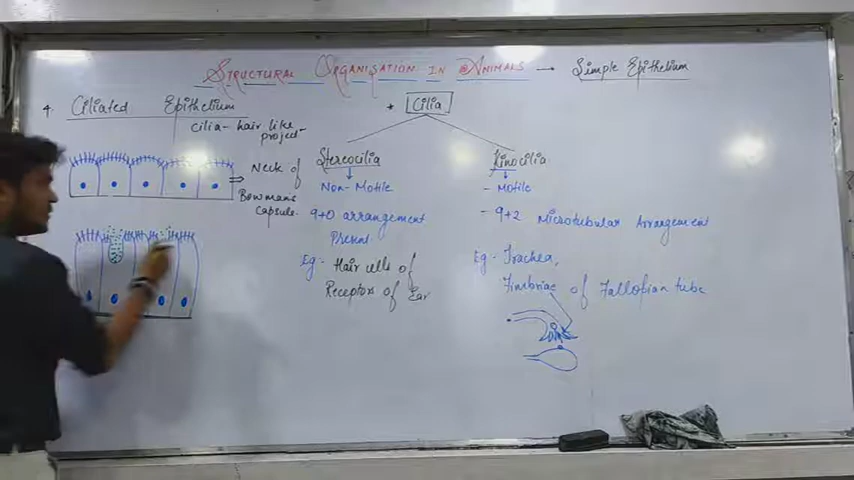 STRUCTURAL ORGANISATION IN ANIMALS → Simple Epithelium
4. Ciliated Epithelium
cilia - hair like
project-
⇒ Neck of
Bowmans
Capsule.
* Cilia
Stereocilia
Non-Motile
9+0 arrangement
Present
Eg- Hair cells of
Receptor of Ear
Kinocilia
- Motile
- 9+2 Microtubular Arrangement
Eg- Trachea,
Fimbriae of Fallopian tube